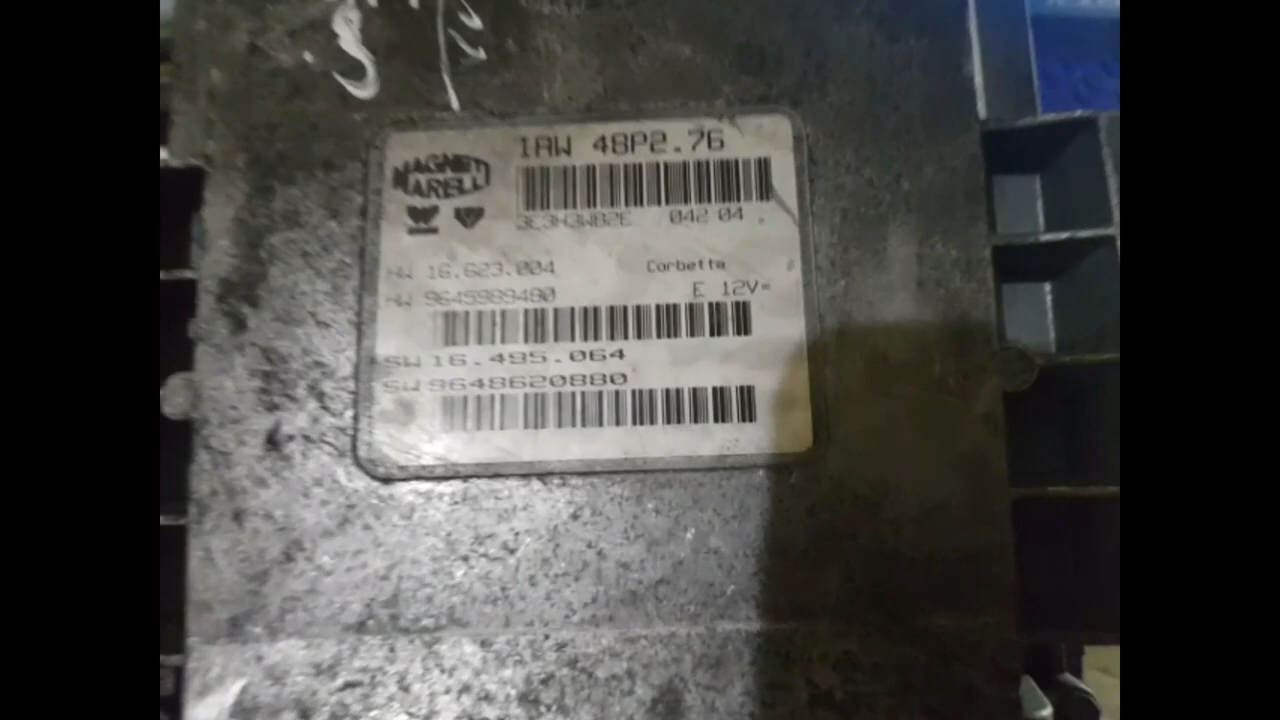 IAW 48P2.76
MAGNETI
MARELLI
3E3H3W82E 042 04
HW 16.623.004 Corbetta
HW 9645989480 E 12V=
SW 16.495.064
SW 9648620880